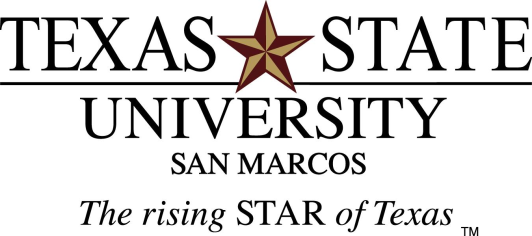 TEXAS STATE
UNIVERSITY
SAN MARCOS
The rising STAR of Texas TM